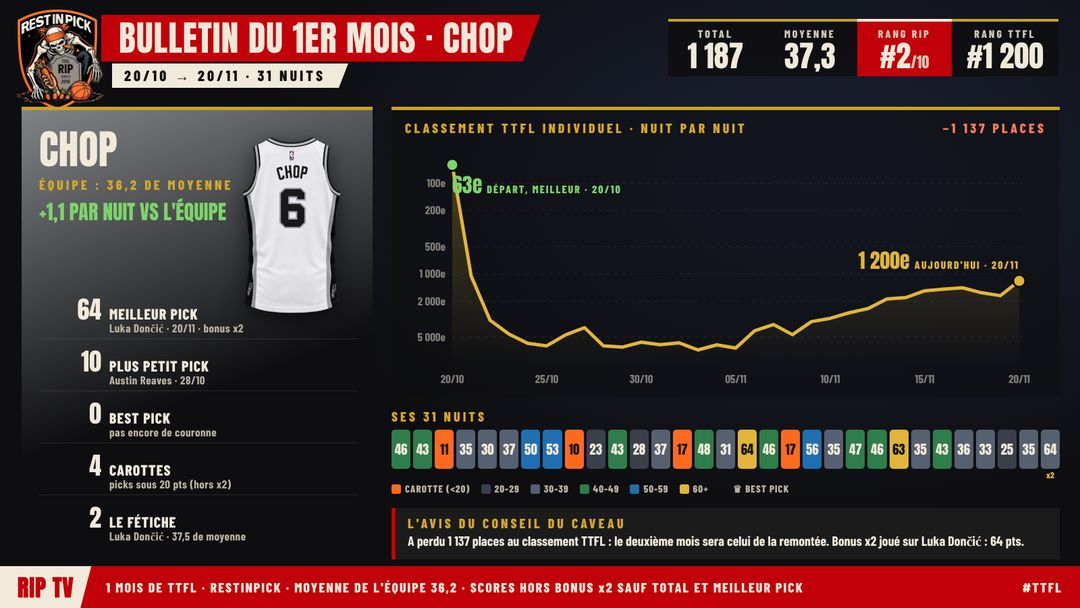 RESTINPICK
TTFL
RIP
BULLETIN DU 1ER MOIS · CHOP
20/10 → 20/11 · 31 NUITS
TOTAL
1 187
MOYENNE
37,3
RANG RIP
#2/10
RANG TTFL
#1 200
CHOP
ÉQUIPE : 36,2 DE MOYENNE
+1,1 PAR NUIT VS L'ÉQUIPE
CHOP
6
64 MEILLEUR PICK
Luka Dončić · 20/11 · bonus x2
10 PLUS PETIT PICK
Austin Reaves · 28/10
0 BEST PICK
pas encore de couronne
4 CAROTTES
picks sous 20 pts (hors x2)
2 LE FÉTICHE
Luka Dončić · 37,5 de moyenne
CLASSEMENT TTFL INDIVIDUEL · NUIT PAR NUIT
−1 137 PLACES
63e DÉPART, MEILLEUR · 20/10
1 200e AUJOURD'HUI · 20/11
100e
200e
500e
1 000e
2 000e
5 000e
20/10 25/10 30/10 05/11 10/11 15/11 20/11
SES 31 NUITS
46 43 11 35 30 37 50 53 10 23 43 28 37 17 48 31 64 46 17 56 35 47 46 63 35 43 36 33 25 35 64
x2
CAROTTE (<20) 20-29 30-39 40-49 50-59 60+ ♛ BEST PICK
L'AVIS DU CONSEIL DU CAVEAU
A perdu 1 137 places au classement TTFL : le deuxième mois sera celui de la remontée. Bonus x2 joué sur Luka Dončić : 64 pts.
RIP TV
1 MOIS DE TTFL · RESTINPICK · MOYENNE DE L'ÉQUIPE 36,2 · SCORES HORS BONUS x2 SAUF TOTAL ET MEILLEUR PICK
#TTFL